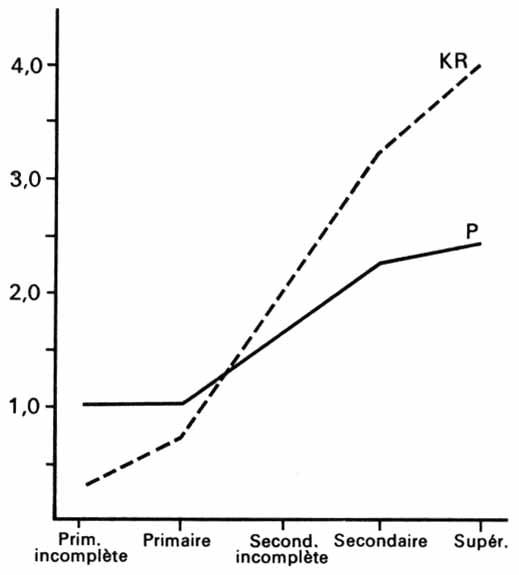 4,0
KR
3,0
P
2,0
1,0
Prim. incomplète
Primaire
Second. incomplète
Secondaire
Supér.